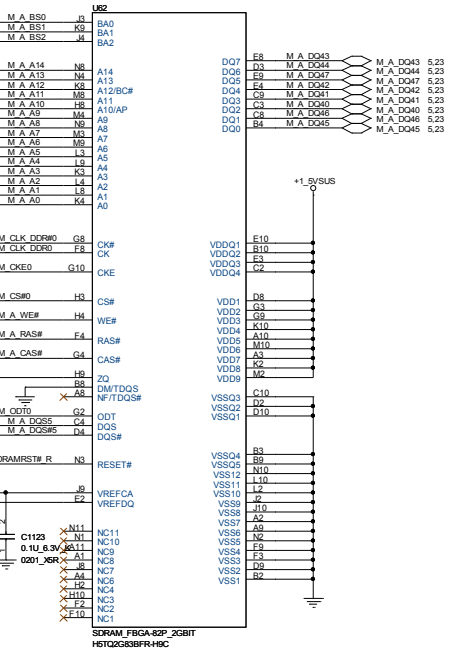 U62
M_A_BS0 J3 BA0
M_A_BS1 K9 BA1
M_A_BS2 J4 BA2
M_A_A14 N8 A14
M_A_A13 N4 A13
M_A_A12 K8 A12/BC#
M_A_A11 M8 A11
M_A_A10 H8 A10/AP
M_A_A9 M4 A9
M_A_A8 N9 A8
M_A_A7 M3 A7
M_A_A6 M9 A6
M_A_A5 L3 A5
M_A_A4 L9 A4
M_A_A3 K3 A3
M_A_A2 L4 A2
M_A_A1 L8 A1
M_A_A0 K4 A0
M_CLK_DDR#0 G8 CK#
M_CLK_DDR0 F8 CK
M_CKE0 G10 CKE
M_CS#0 H3 CS#
M_A_WE# H4 WE#
M_A_RAS# F4 RAS#
M_A_CAS# G4 CAS#
H9 ZQ
B8 DM/TDQS
A8 NF/TDQS#
M_ODT0 G2 ODT
M_A_DQS5 C4 DQS
M_A_DQS#5 D4 DQS#
DRAMRST#_R N3 RESET#
J9 VREFCA
E2 VREFDQ
N11 NC11
N1 NC10
A11 NC9
A1 NC8
J8 NC7
A4 NC6
H2 NC4
H10 NC3
F2 NC2
F10 NC1
2
1
C1123
0.1U_6.3V_K
0201_X5R
DQ7 E8 M_A_DQ43 M_A_DQ43 5,23
DQ6 D3 M_A_DQ44 M_A_DQ44 5,23
DQ5 E9 M_A_DQ47 M_A_DQ47 5,23
DQ4 E4 M_A_DQ42 M_A_DQ42 5,23
DQ3 C9 M_A_DQ41 M_A_DQ41 5,23
DQ2 C3 M_A_DQ40 M_A_DQ40 5,23
DQ1 C8 M_A_DQ46 M_A_DQ46 5,23
DQ0 B4 M_A_DQ45 M_A_DQ45 5,23
+1_5VSUS
VDDQ1 E10
VDDQ2 B10
VDDQ3 E3
VDDQ4 C2
VDD1 D8
VDD2 G3
VDD3 G9
VDD4 K10
VDD5 A10
VDD6 M10
VDD7 A3
VDD8 K2
VDD9 M2
VSSQ3 C10
VSSQ2 D2
VSSQ1 D10
VSSQ4 B3
VSSQ5 B9
VSS12 N10
VSS11 L10
VSS10 L2
VSS9 J2
VSS8 J10
VSS7 A2
VSS6 A9
VSS5 N2
VSS4 F9
VSS3 F3
VSS2 D9
VSS1 B2
SDRAM_FBGA-82P_2GBIT
H5TQ2G83BFR-H9C